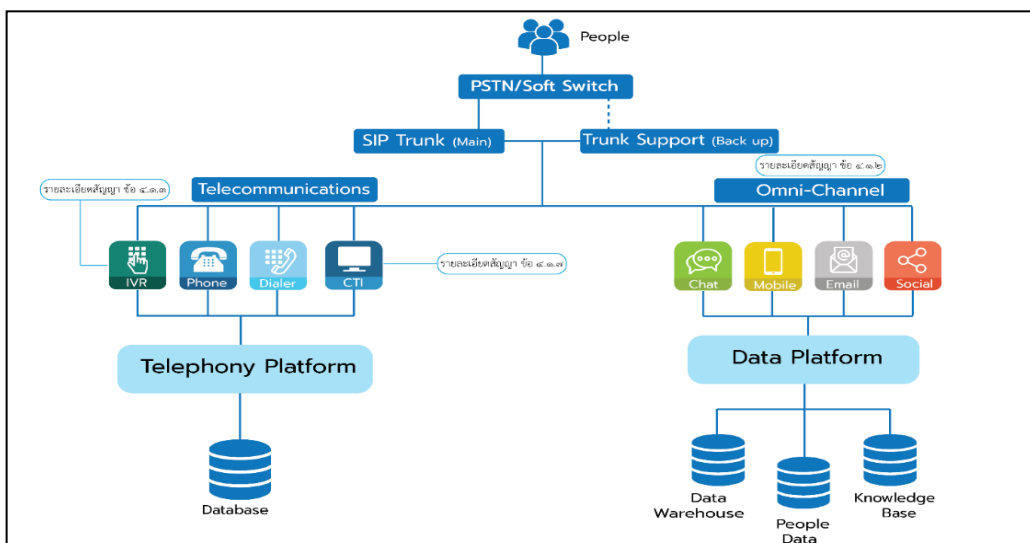 People
PSTN/Soft Switch
SIP Trunk (Main)
Trunk Support (Back up)
รายละเอียดสัญญา ข้อ ๔.๑.๒
รายละเอียดสัญญา ข้อ ๔.๑.๓
Telecommunications
Omni-Channel
IVR
Phone
Dialer
CTI
รายละเอียดสัญญา ข้อ ๔.๑.๗
Chat
Mobile
Email
Social
Telephony Platform
Data Platform
Database
Data
Warehouse
People
Data
Knowledge
Base